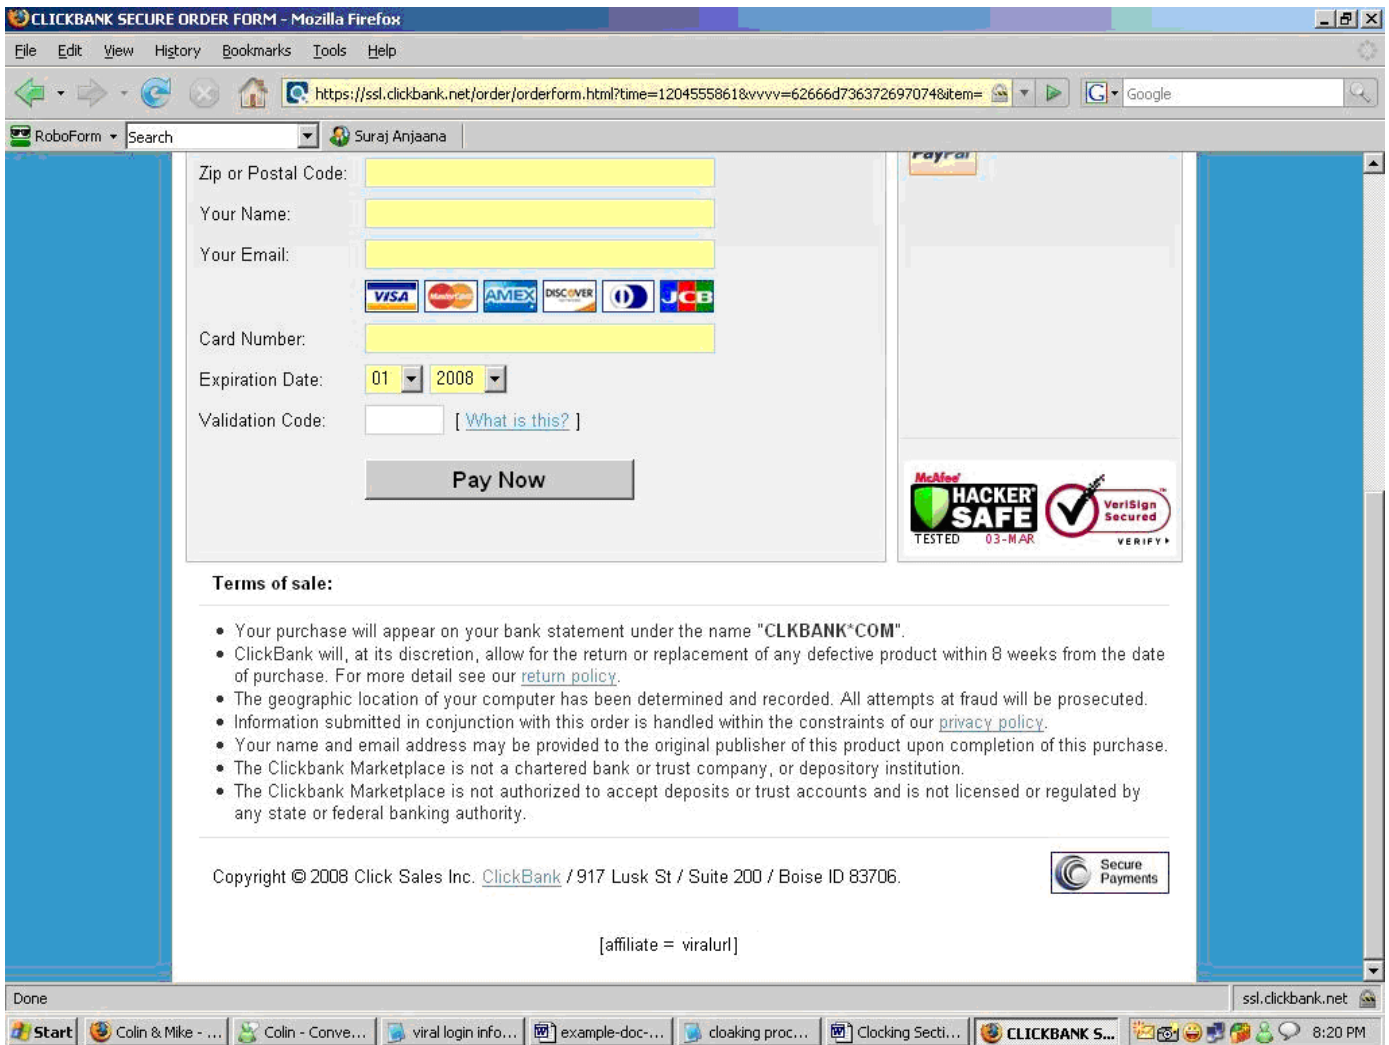 CLICKBANK SECURE ORDER FORM - Mozilla Firefox
File Edit View History Bookmarks Tools Help
https://ssl.clickbank.net/order/orderform.html?time=1204555861&vvvv=62666d736372697074&item=
Google
RoboForm Search Suraj Anjaana
PayPal
Zip or Postal Code:
Your Name:
Your Email:
VISA MasterCard AMEX DISCOVER JCB
Card Number:
Expiration Date: 01 2008
Validation Code: [ What is this? ]
Pay Now
McAfee
HACKER
SAFE
TESTED 03-MAR
VeriSign
Secured
VERIFY
Terms of sale:
• Your purchase will appear on your bank statement under the name "CLKBANK*COM".
• ClickBank will, at its discretion, allow for the return or replacement of any defective product within 8 weeks from the date
of purchase. For more detail see our return policy.
• The geographic location of your computer has been determined and recorded. All attempts at fraud will be prosecuted.
• Information submitted in conjunction with this order is handled within the constraints of our privacy policy.
• Your name and email address may be provided to the original publisher of this product upon completion of this purchase.
• The Clickbank Marketplace is not a chartered bank or trust company, or depository institution.
• The Clickbank Marketplace is not authorized to accept deposits or trust accounts and is not licensed or regulated by
any state or federal banking authority.
Copyright © 2008 Click Sales Inc. ClickBank / 917 Lusk St / Suite 200 / Boise ID 83706.
Secure
Payments
[affiliate = viralurl]
Done
ssl.clickbank.net
Start Colin & Mike - ... Colin - Conve... viral login info... example-doc-... cloaking proc... Clocking Secti... CLICKBANK S... 8:20 PM